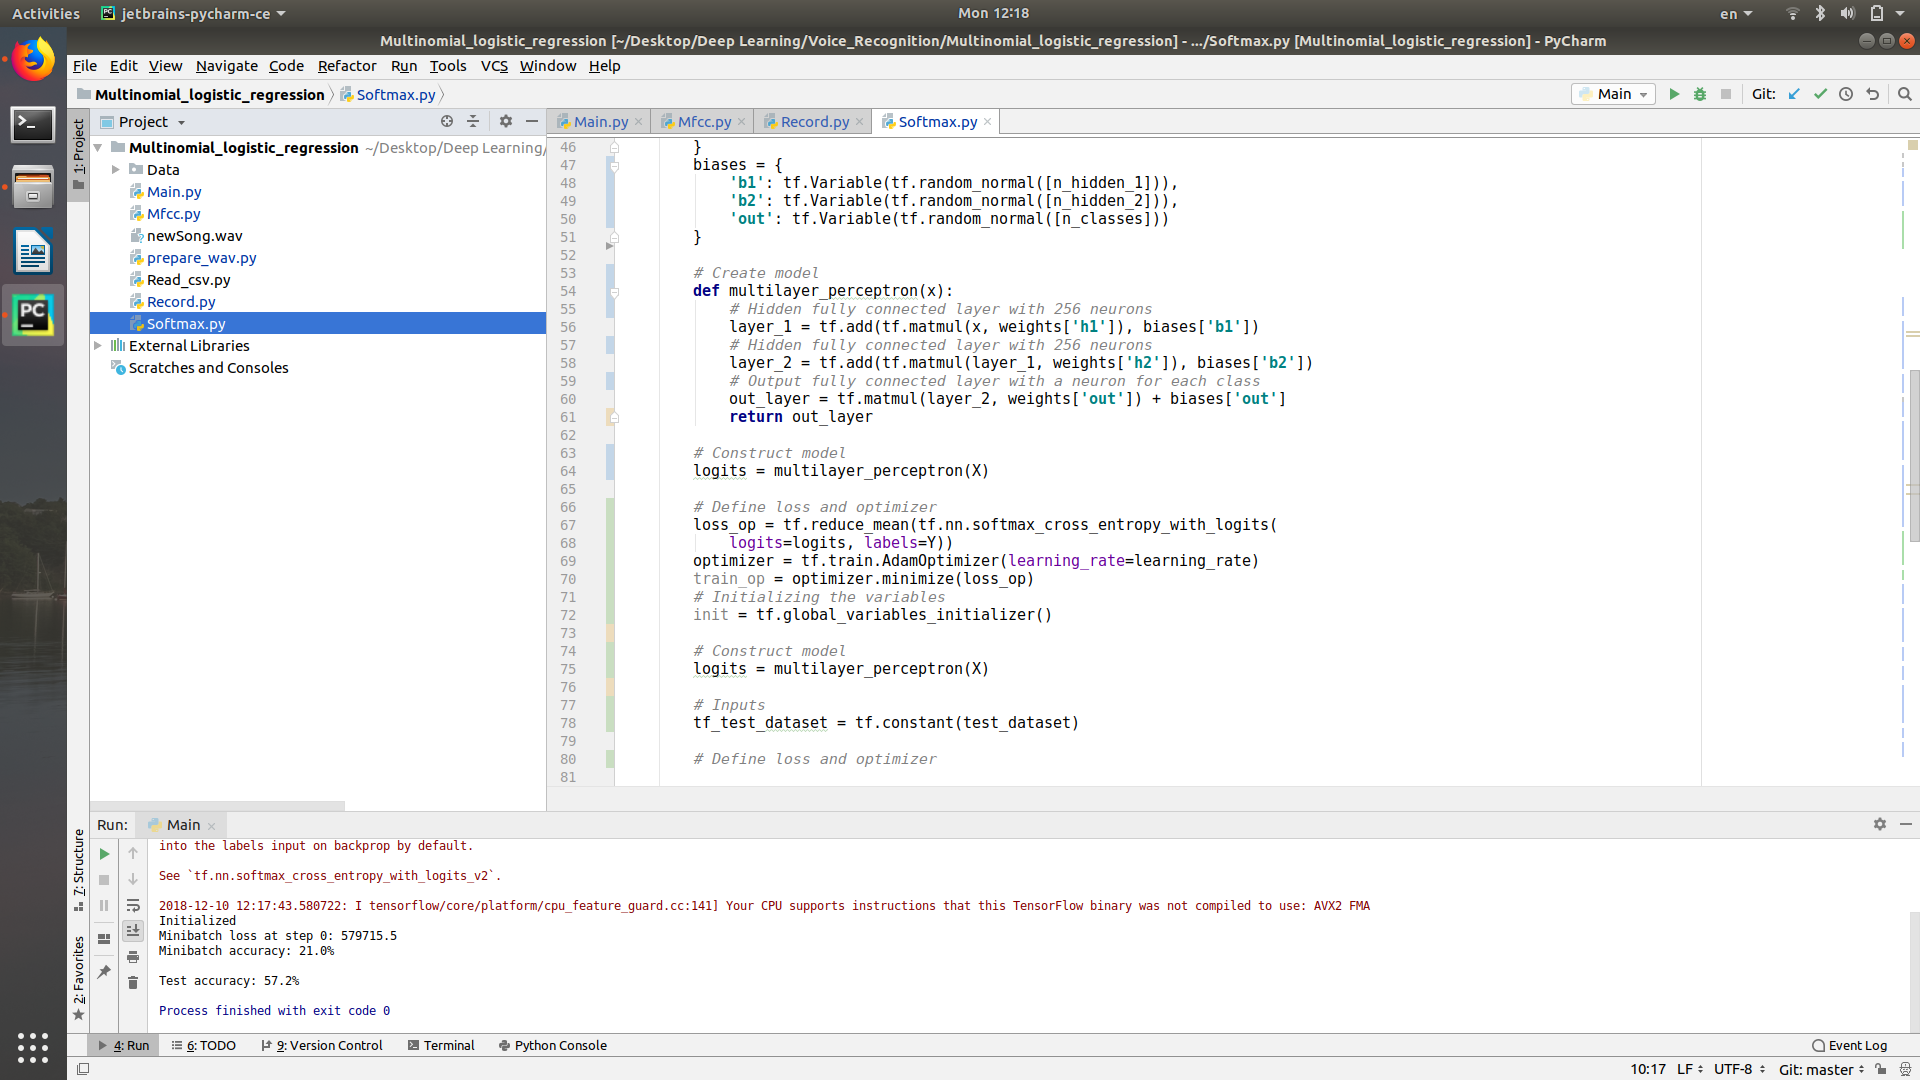 Activities jetbrains-pycharm-ce Mon 12:18 en
Multinomial_logistic_regression [~/Desktop/Deep Learning/Voice_Recognition/Multinomial_logistic_regression] - .../Softmax.py [Multinomial_logistic_regression] - PyCharm
File Edit View Navigate Code Refactor Run Tools VCS Window Help
Multinomial_logistic_regression Softmax.py Main Git:
1: Project
Project
Multinomial_logistic_regression ~/Desktop/Deep Learning/
Data
Main.py
Mfcc.py
newSong.wav
prepare_wav.py
Read_csv.py
Record.py
Softmax.py
External Libraries
Scratches and Consoles
Main.py Mfcc.py Record.py Softmax.py
46 }
47 biases = {
48 'b1': tf.Variable(tf.random_normal([n_hidden_1])),
49 'b2': tf.Variable(tf.random_normal([n_hidden_2])),
50 'out': tf.Variable(tf.random_normal([n_classes]))
51 }
52
53 # Create model
54 def multilayer_perceptron(x):
55 # Hidden fully connected layer with 256 neurons
56 layer_1 = tf.add(tf.matmul(x, weights['h1']), biases['b1'])
57 # Hidden fully connected layer with 256 neurons
58 layer_2 = tf.add(tf.matmul(layer_1, weights['h2']), biases['b2'])
59 # Output fully connected layer with a neuron for each class
60 out_layer = tf.matmul(layer_2, weights['out']) + biases['out']
61 return out_layer
62
63 # Construct model
64 logits = multilayer_perceptron(X)
65
66 # Define loss and optimizer
67 loss_op = tf.reduce_mean(tf.nn.softmax_cross_entropy_with_logits(
68 logits=logits, labels=Y))
69 optimizer = tf.train.AdamOptimizer(learning_rate=learning_rate)
70 train_op = optimizer.minimize(loss_op)
71 # Initializing the variables
72 init = tf.global_variables_initializer()
73
74 # Construct model
75 logits = multilayer_perceptron(X)
76
77 # Inputs
78 tf_test_dataset = tf.constant(test_dataset)
79
80 # Define loss and optimizer
81
7: Structure
2: Favorites
Run: Main
into the labels input on backprop by default.
See `tf.nn.softmax_cross_entropy_with_logits_v2`.
2018-12-10 12:17:43.580722: I tensorflow/core/platform/cpu_feature_guard.cc:141] Your CPU supports instructions that this TensorFlow binary was not compiled to use: AVX2 FMA
Initialized
Minibatch loss at step 0: 579715.5
Minibatch accuracy: 21.0%
Test accuracy: 57.2%
Process finished with exit code 0
4: Run 6: TODO 9: Version Control Terminal Python Console Event Log
10:17 LF UTF-8 Git: master